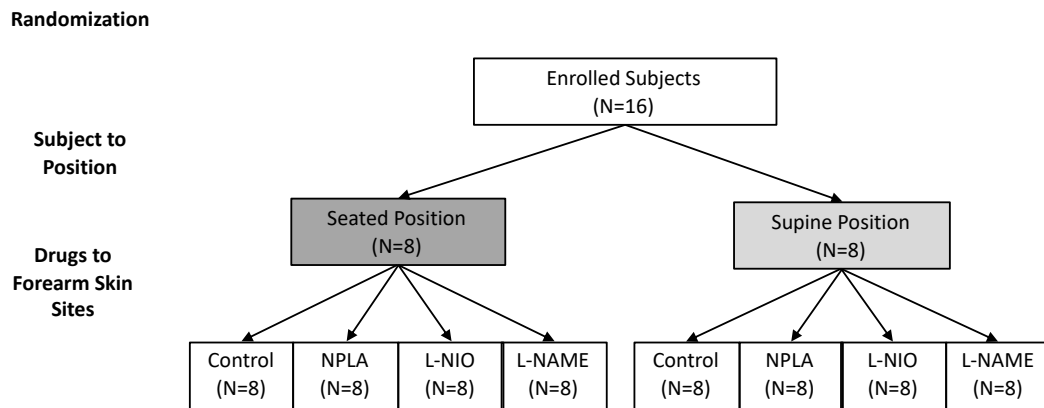 Randomization
Enrolled Subjects
(N=16)
Subject to
Position
Seated Position
(N=8)
Supine Position
(N=8)
Drugs to
Forearm Skin
Sites
Control
(N=8)
NPLA
(N=8)
L-NIO
(N=8)
L-NAME
(N=8)
Control
(N=8)
NPLA
(N=8)
L-NIO
(N=8)
L-NAME
(N=8)